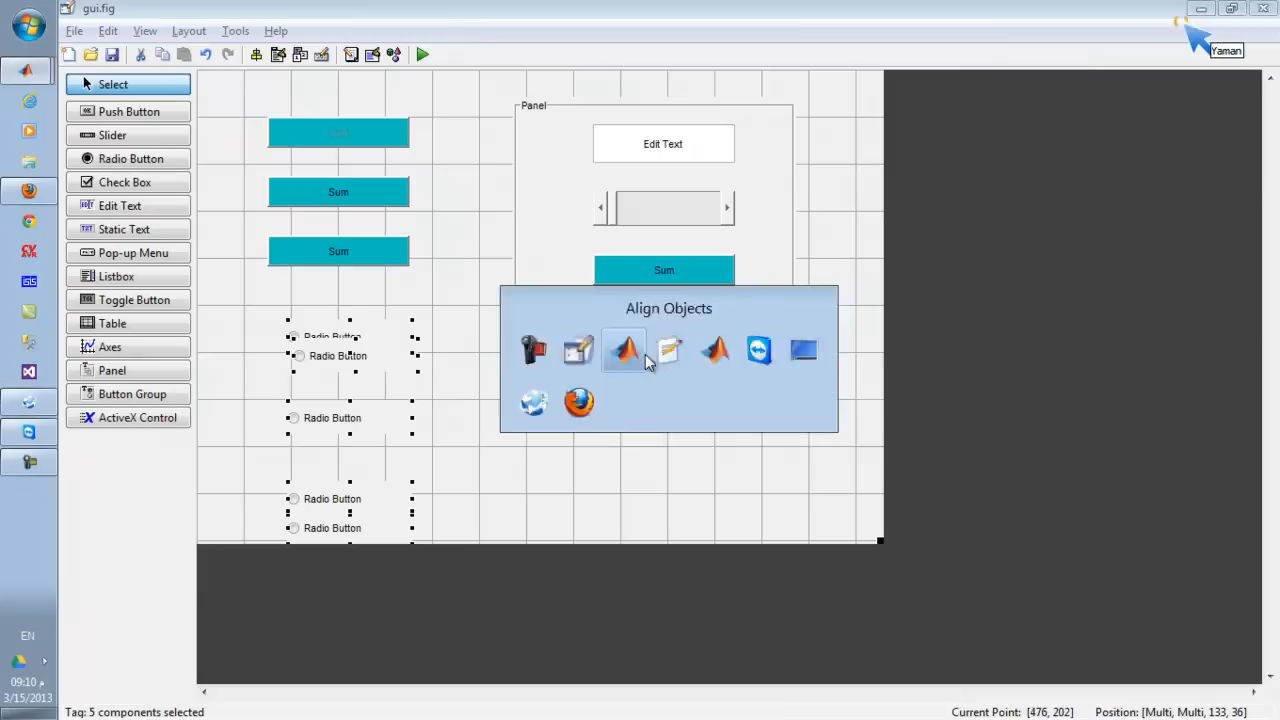 gui.fig
File Edit View Layout Tools Help
Yaman
Select
Push Button
Slider
Radio Button
Check Box
Edit Text
Static Text
Pop-up Menu
Listbox
Toggle Button
Table
Axes
Panel
Button Group
ActiveX Control
Sum
Sum
Panel
Edit Text
Sum
Align Objects
Radio Button
Radio Button
Radio Button
Radio Button
Radio Button
EN
09:10 م
3/15/2013
Tag: 5 components selected
Current Point: [476, 202]
Position: [Multi, Multi, 133, 36]